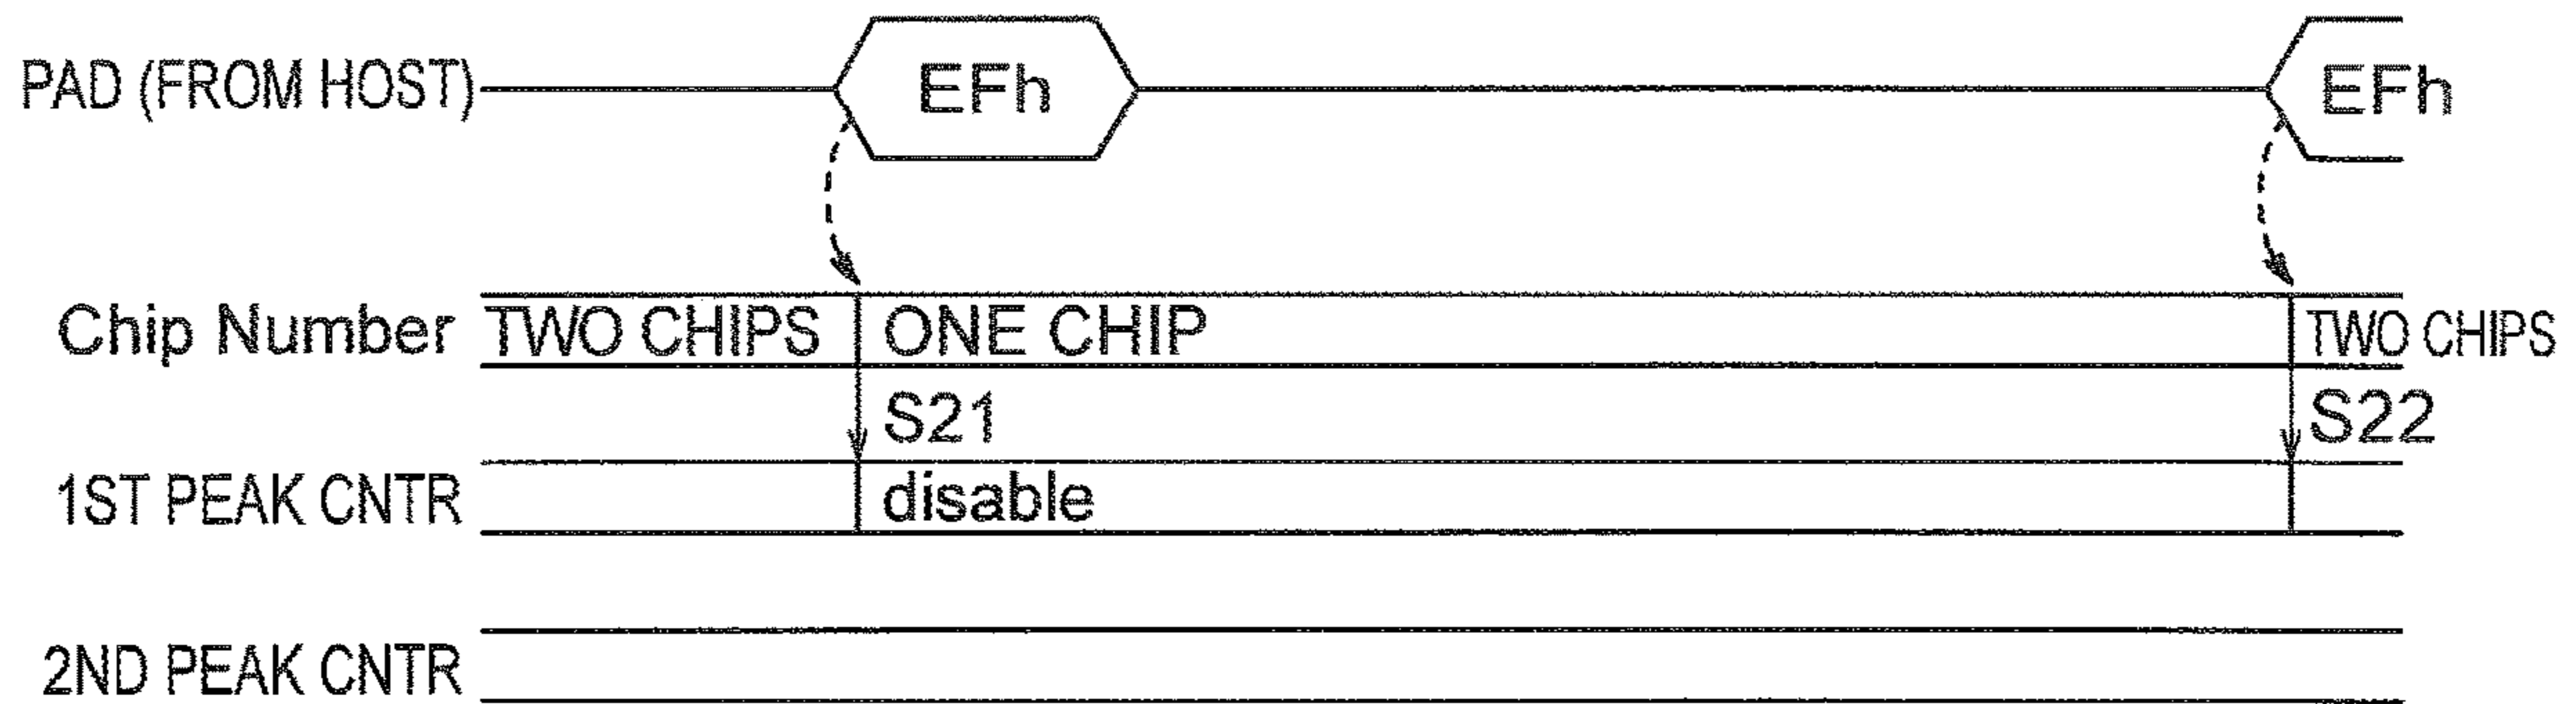 PAD (FROM HOST) EFh EFh
Chip Number TWO CHIPS ONE CHIP TWO CHIPS
S21 S22
1ST PEAK CNTR disable
2ND PEAK CNTR